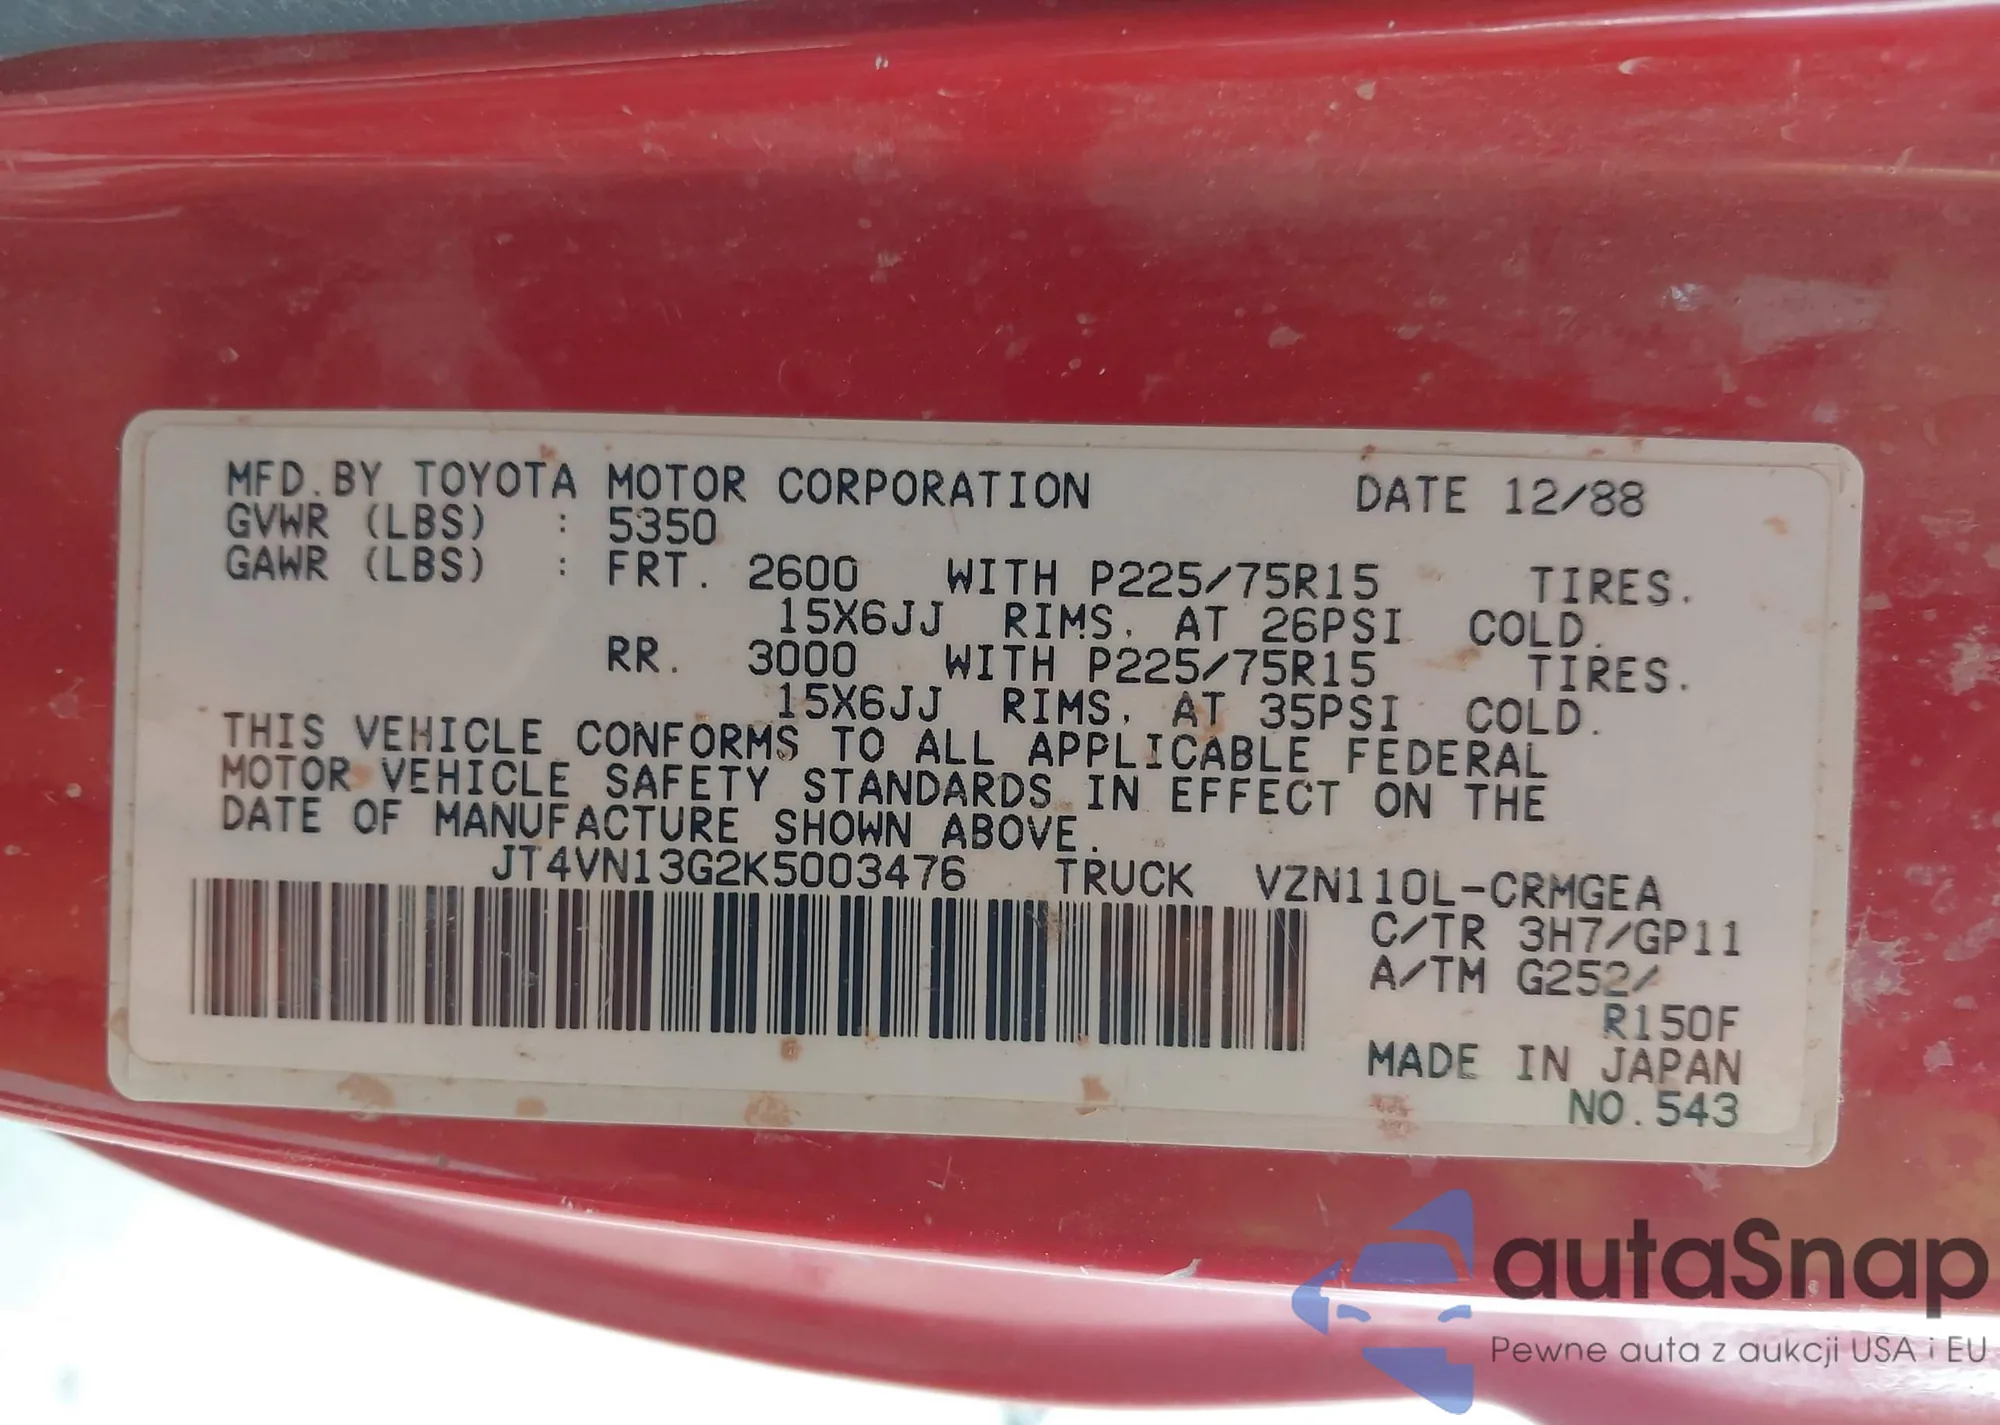 MFD.BY TOYOTA MOTOR CORPORATION DATE 12/88
GVWR (LBS) : 5350
GAWR (LBS) : FRT. 2600 WITH P225/75R15 TIRES.
15X6JJ RIMS. AT 26PSI COLD.
RR. 3000 WITH P225/75R15 TIRES.
15X6JJ RIMS. AT 35PSI COLD.
THIS VEHICLE CONFORMS TO ALL APPLICABLE FEDERAL
MOTOR VEHICLE SAFETY STANDARDS IN EFFECT ON THE
DATE OF MANUFACTURE SHOWN ABOVE.
JT4VN13G2K5003476 TRUCK VZN110L-CRMGEA
C/TR 3H7/GP11
A/TM G252/
R150F
MADE IN JAPAN
NO.543
autaSnap
Pewne auta z aukcji USA i EU